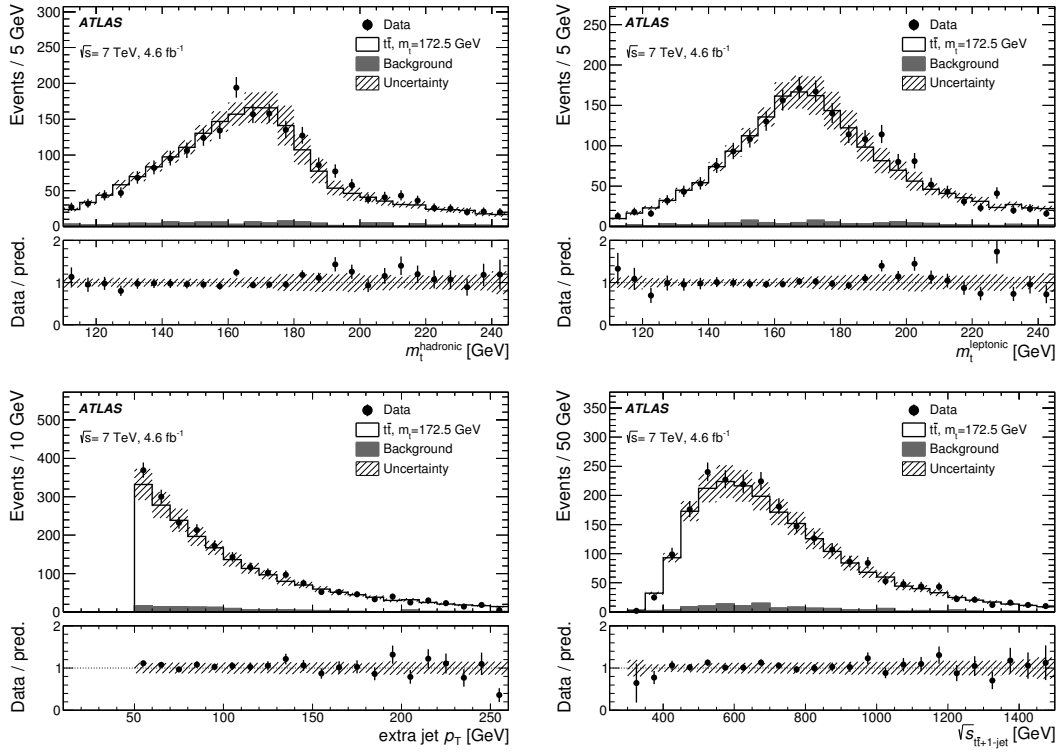 Events / 5 GeV
ATLAS
√s= 7 TeV, 4.6 fb⁻¹
Data
tt̄, mₜ=172.5 GeV
Background
Uncertainty
300
250
200
150
100
50
0
Data / pred.
2
1
0
120 140 160 180 200 220 240
mₜʰᵃᵈʳᵒⁿⁱᶜ [GeV]
Events / 5 GeV
ATLAS
√s= 7 TeV, 4.6 fb⁻¹
Data
tt̄, mₜ=172.5 GeV
Background
Uncertainty
250
200
150
100
50
0
Data / pred.
2
1
0
120 140 160 180 200 220 240
mₜˡᵉᵖᵗᵒⁿⁱᶜ [GeV]
Events / 10 GeV
ATLAS
√s= 7 TeV, 4.6 fb⁻¹
Data
tt̄, mₜ=172.5 GeV
Background
Uncertainty
500
400
300
200
100
0
Data / pred.
2
1
0
50 100 150 200 250
extra jet p_T [GeV]
Events / 50 GeV
ATLAS
√s= 7 TeV, 4.6 fb⁻¹
Data
tt̄, mₜ=172.5 GeV
Background
Uncertainty
350
300
250
200
150
100
50
0
Data / pred.
2
1
0
400 600 800 1000 1200 1400
√s_tt̄+1-jet [GeV]